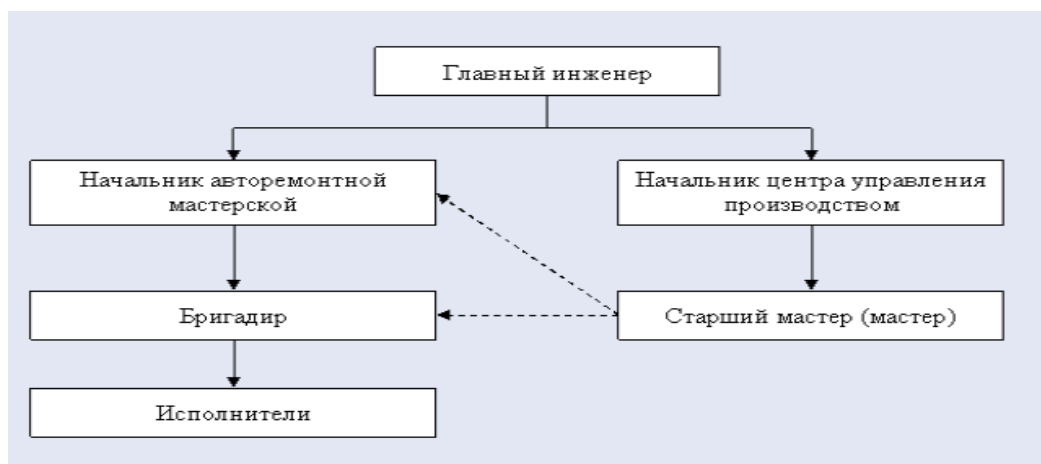 Главный инженер
Начальник авторемонтной
мастерской
Начальник центра управления
производством
Бригадир
Старший мастер (мастер)
Исполнители